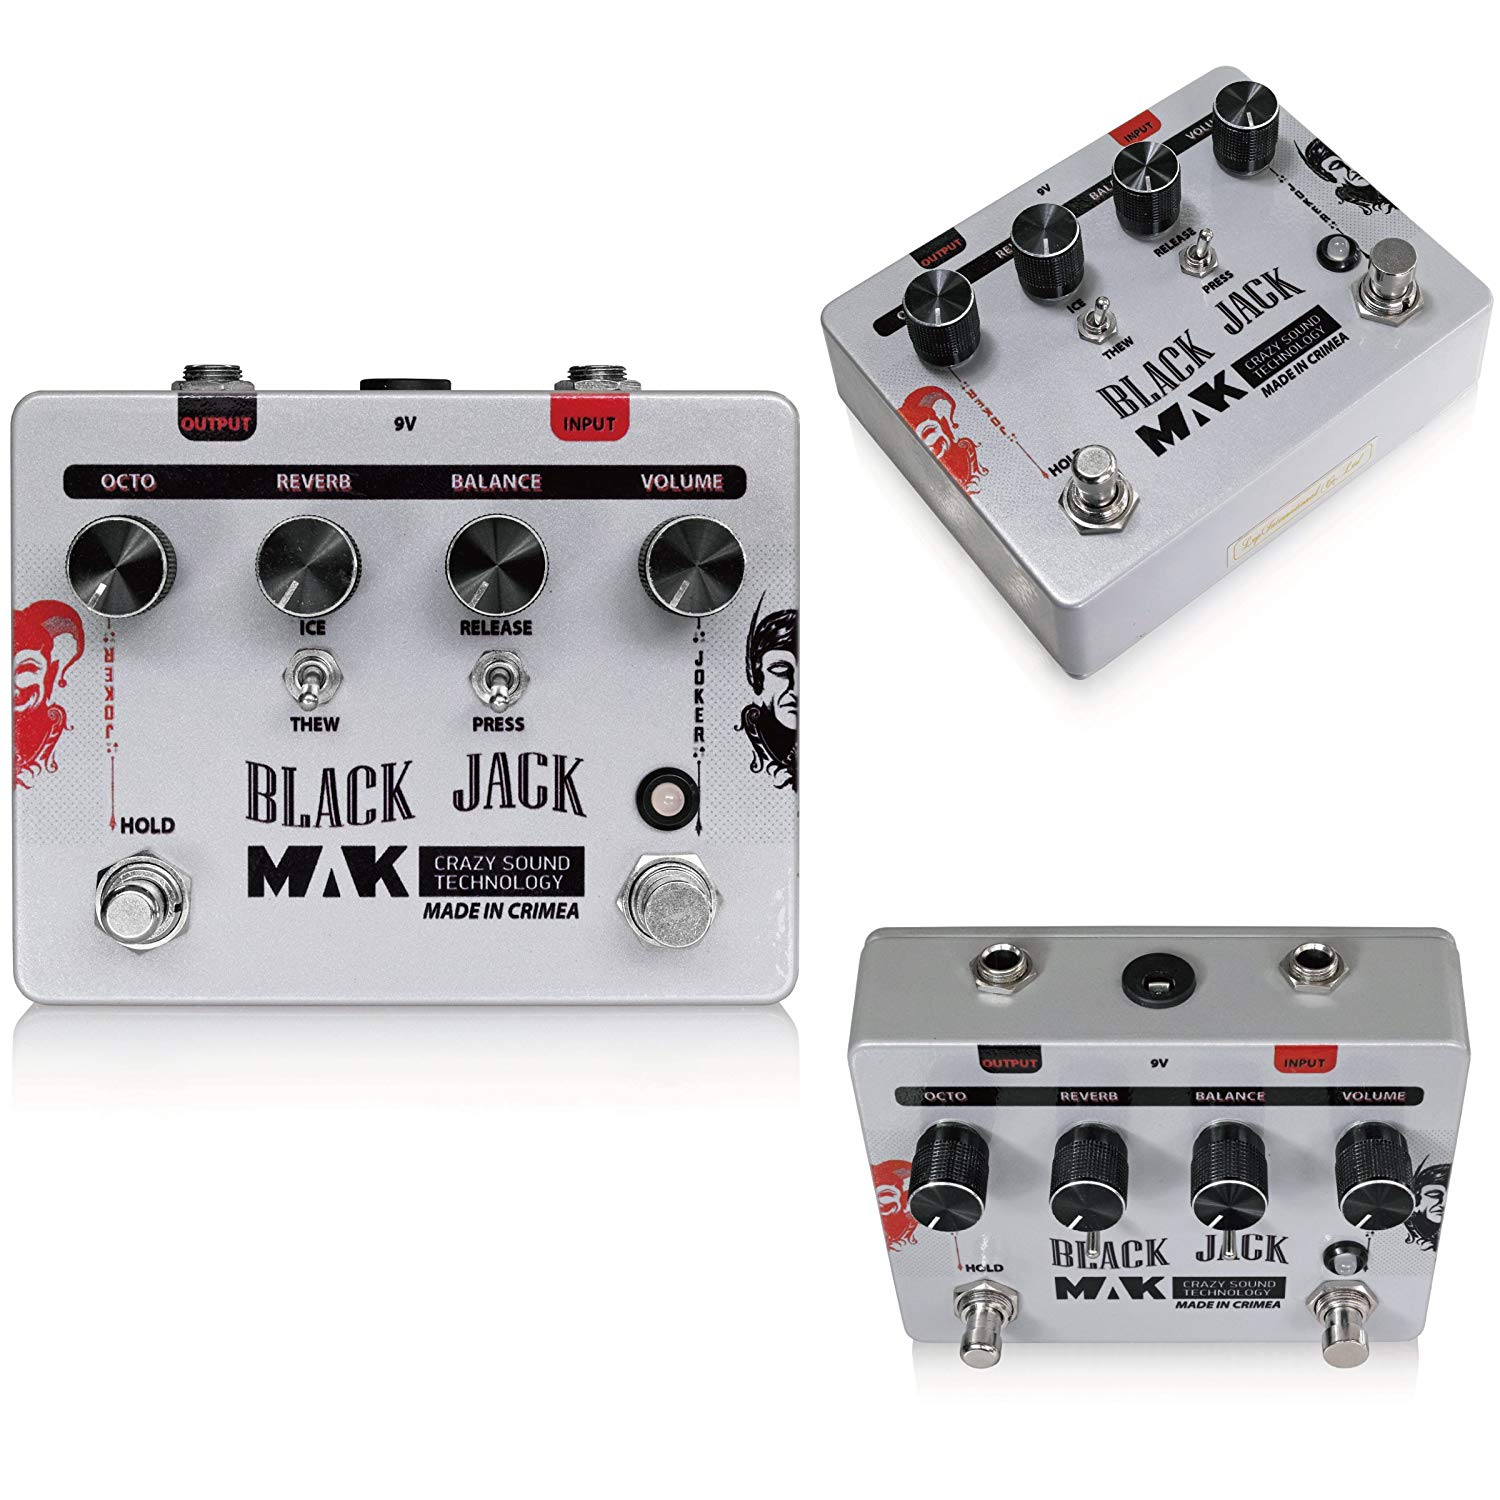 OUTPUT 9V INPUT
OCTO REVERB BALANCE VOLUME
JOKER
JOKER
ICE RELEASE
THEW PRESS
BLACK JACK
HOLD
MAK CRAZY SOUND
TECHNOLOGY
MADE IN CRIMEA
OUTPUT 9V INPUT
VOLU
ICE RELEASE
THEW PRESS
JOKER
JOKER
BLACK JACK
HOLD
MAK CRAZY SOUND
TECHNOLOGY
MADE IN CRIMEA
OUTPUT 9V INPUT
OCTO REVERB BALANCE VOLUME
BLACK JACK
HOLD
MAK CRAZY SOUND
TECHNOLOGY
MADE IN CRIMEA